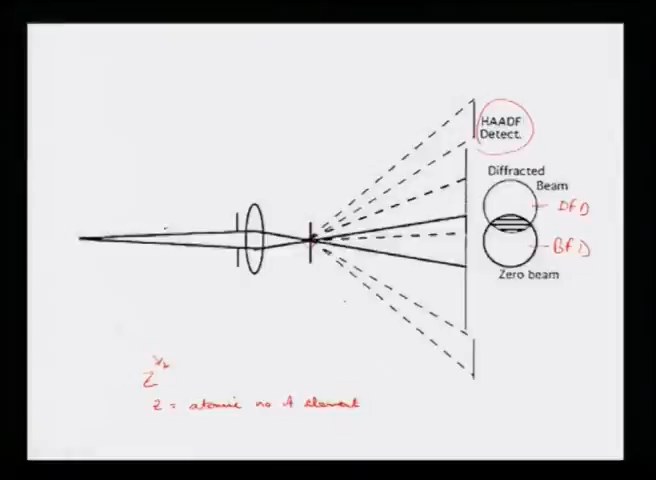 HAADF
Detect.
Diffracted
Beam
DFD
BFD
Zero beam
Z = atomic no of element